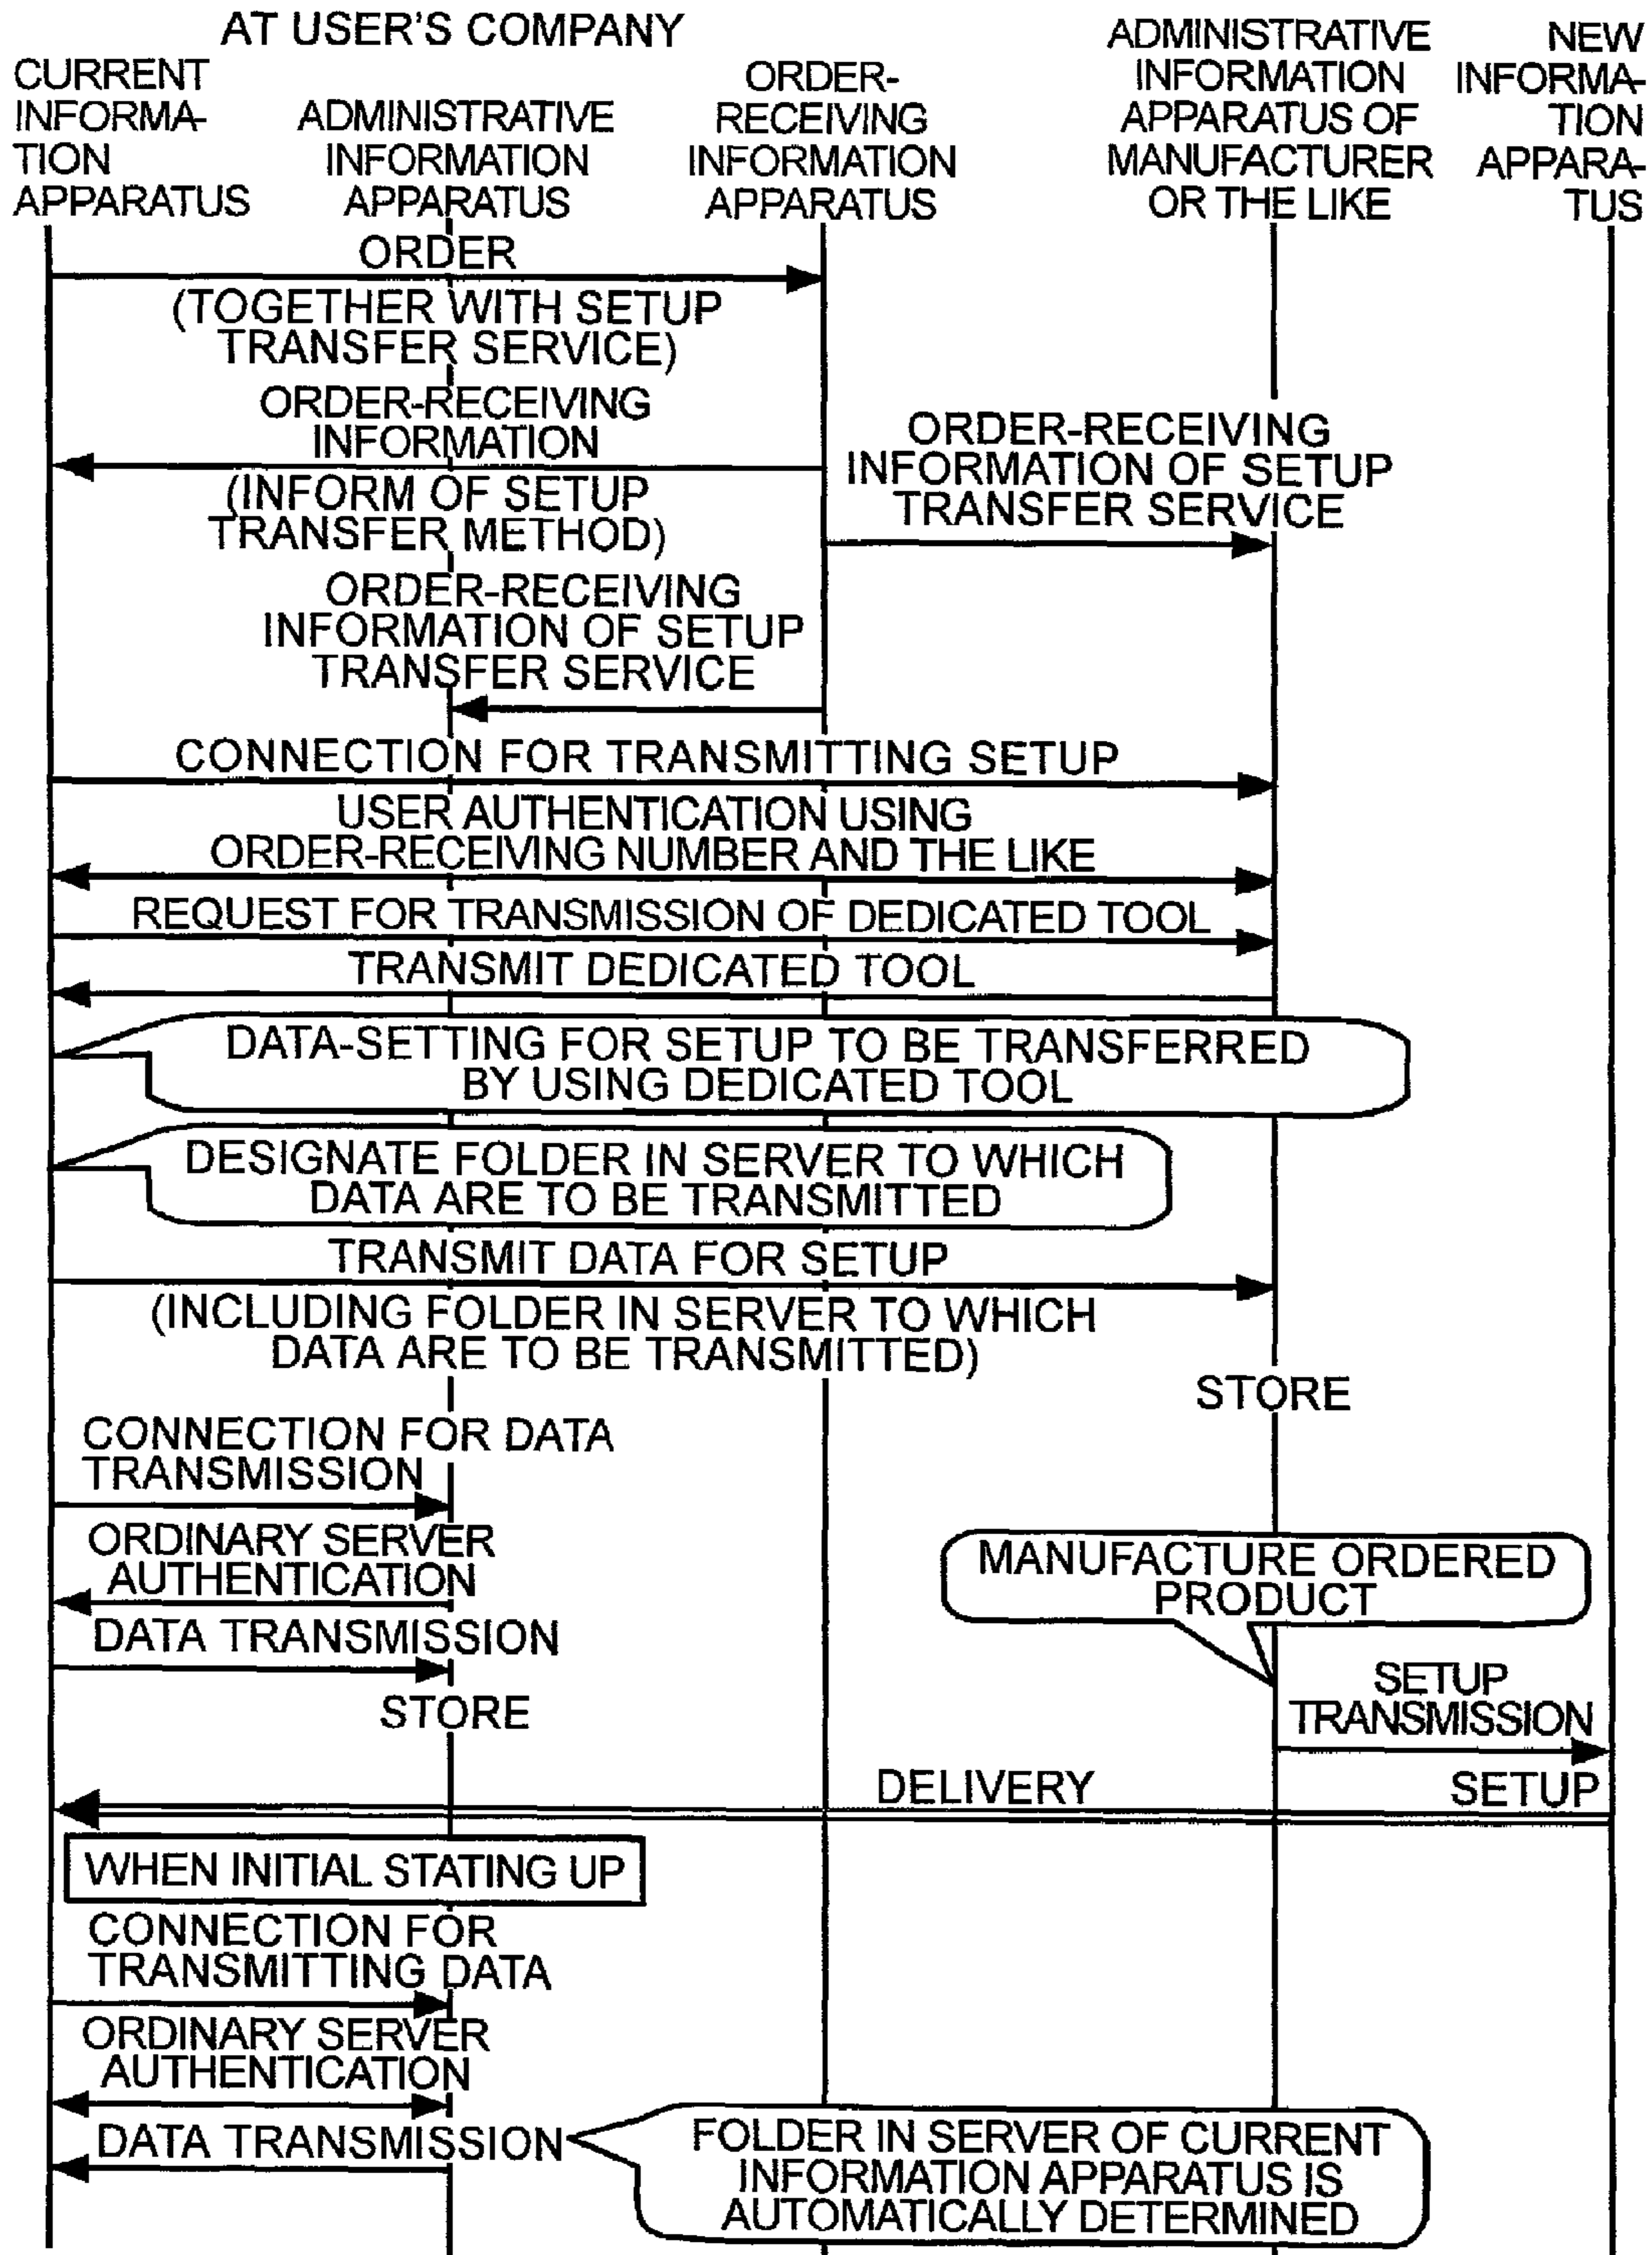 AT USER'S COMPANY
CURRENT
INFORMA-
TION
APPARATUS
ADMINISTRATIVE
INFORMATION
APPARATUS
ORDER-
RECEIVING
INFORMATION
APPARATUS
ADMINISTRATIVE
INFORMATION
APPARATUS OF
MANUFACTURER
OR THE LIKE
NEW
INFORMA-
TION
APPARA-
TUS
ORDER
(TOGETHER WITH SETUP
TRANSFER SERVICE)
ORDER-RECEIVING
INFORMATION
(INFORM OF SETUP
TRANSFER METHOD)
ORDER-RECEIVING
INFORMATION OF SETUP
TRANSFER SERVICE
ORDER-RECEIVING
INFORMATION OF SETUP
TRANSFER SERVICE
CONNECTION FOR TRANSMITTING SETUP
USER AUTHENTICATION USING
ORDER-RECEIVING NUMBER AND THE LIKE
REQUEST FOR TRANSMISSION OF DEDICATED TOOL
TRANSMIT DEDICATED TOOL
DATA-SETTING FOR SETUP TO BE TRANSFERRED
BY USING DEDICATED TOOL
DESIGNATE FOLDER IN SERVER TO WHICH
DATA ARE TO BE TRANSMITTED
TRANSMIT DATA FOR SETUP
(INCLUDING FOLDER IN SERVER TO WHICH
DATA ARE TO BE TRANSMITTED)
STORE
CONNECTION FOR DATA
TRANSMISSION
ORDINARY SERVER
AUTHENTICATION
DATA TRANSMISSION
STORE
MANUFACTURE ORDERED
PRODUCT
SETUP
TRANSMISSION
DELIVERY
SETUP
WHEN INITIAL STATING UP
CONNECTION FOR
TRANSMITTING DATA
ORDINARY SERVER
AUTHENTICATION
DATA TRANSMISSION
FOLDER IN SERVER OF CURRENT
INFORMATION APPARATUS IS
AUTOMATICALLY DETERMINED